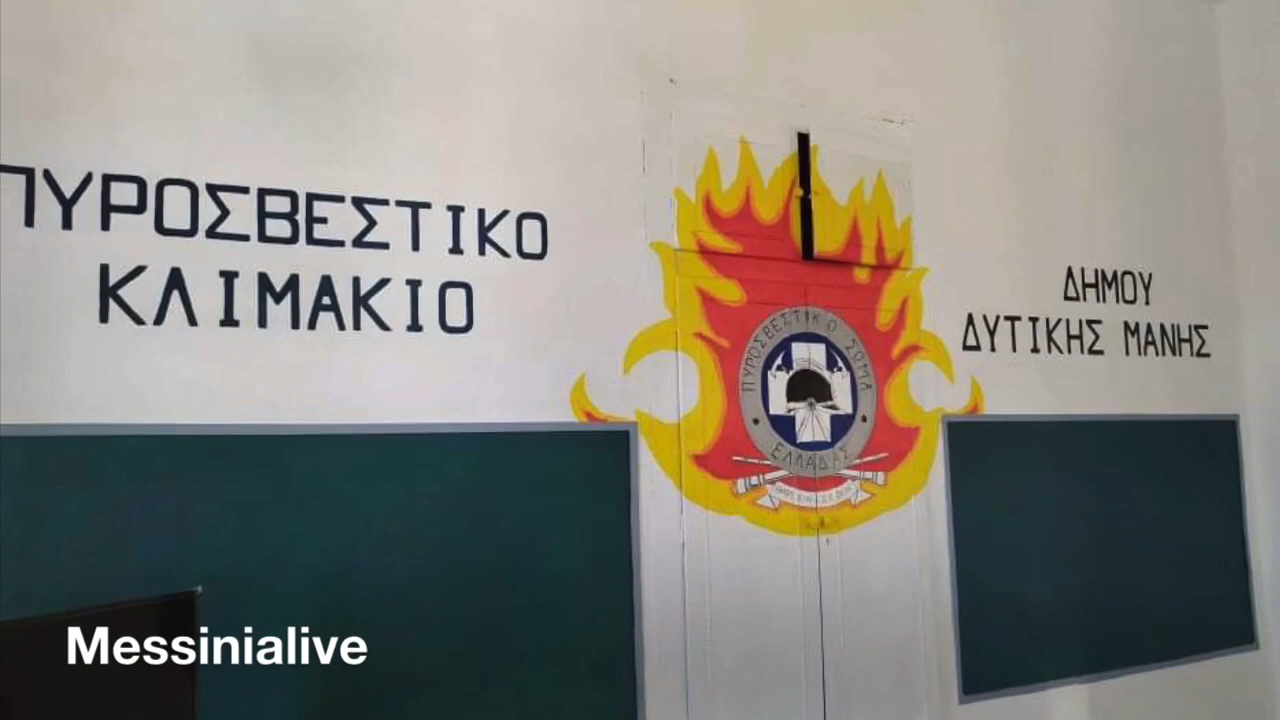 ΠΥΡΟΣΒΕΣΤΙΚΟ
ΚΛΙΜΑΚΙΟ
ΔΗΜΟΥ
ΔΥΤΙΚΗΣ ΜΑΝΗΣ
ΠΥΡΟΣΒΕΣΤΙΚΟ ΣΩΜΑ
ΕΛΛΑΔΑΣ
Messinialive